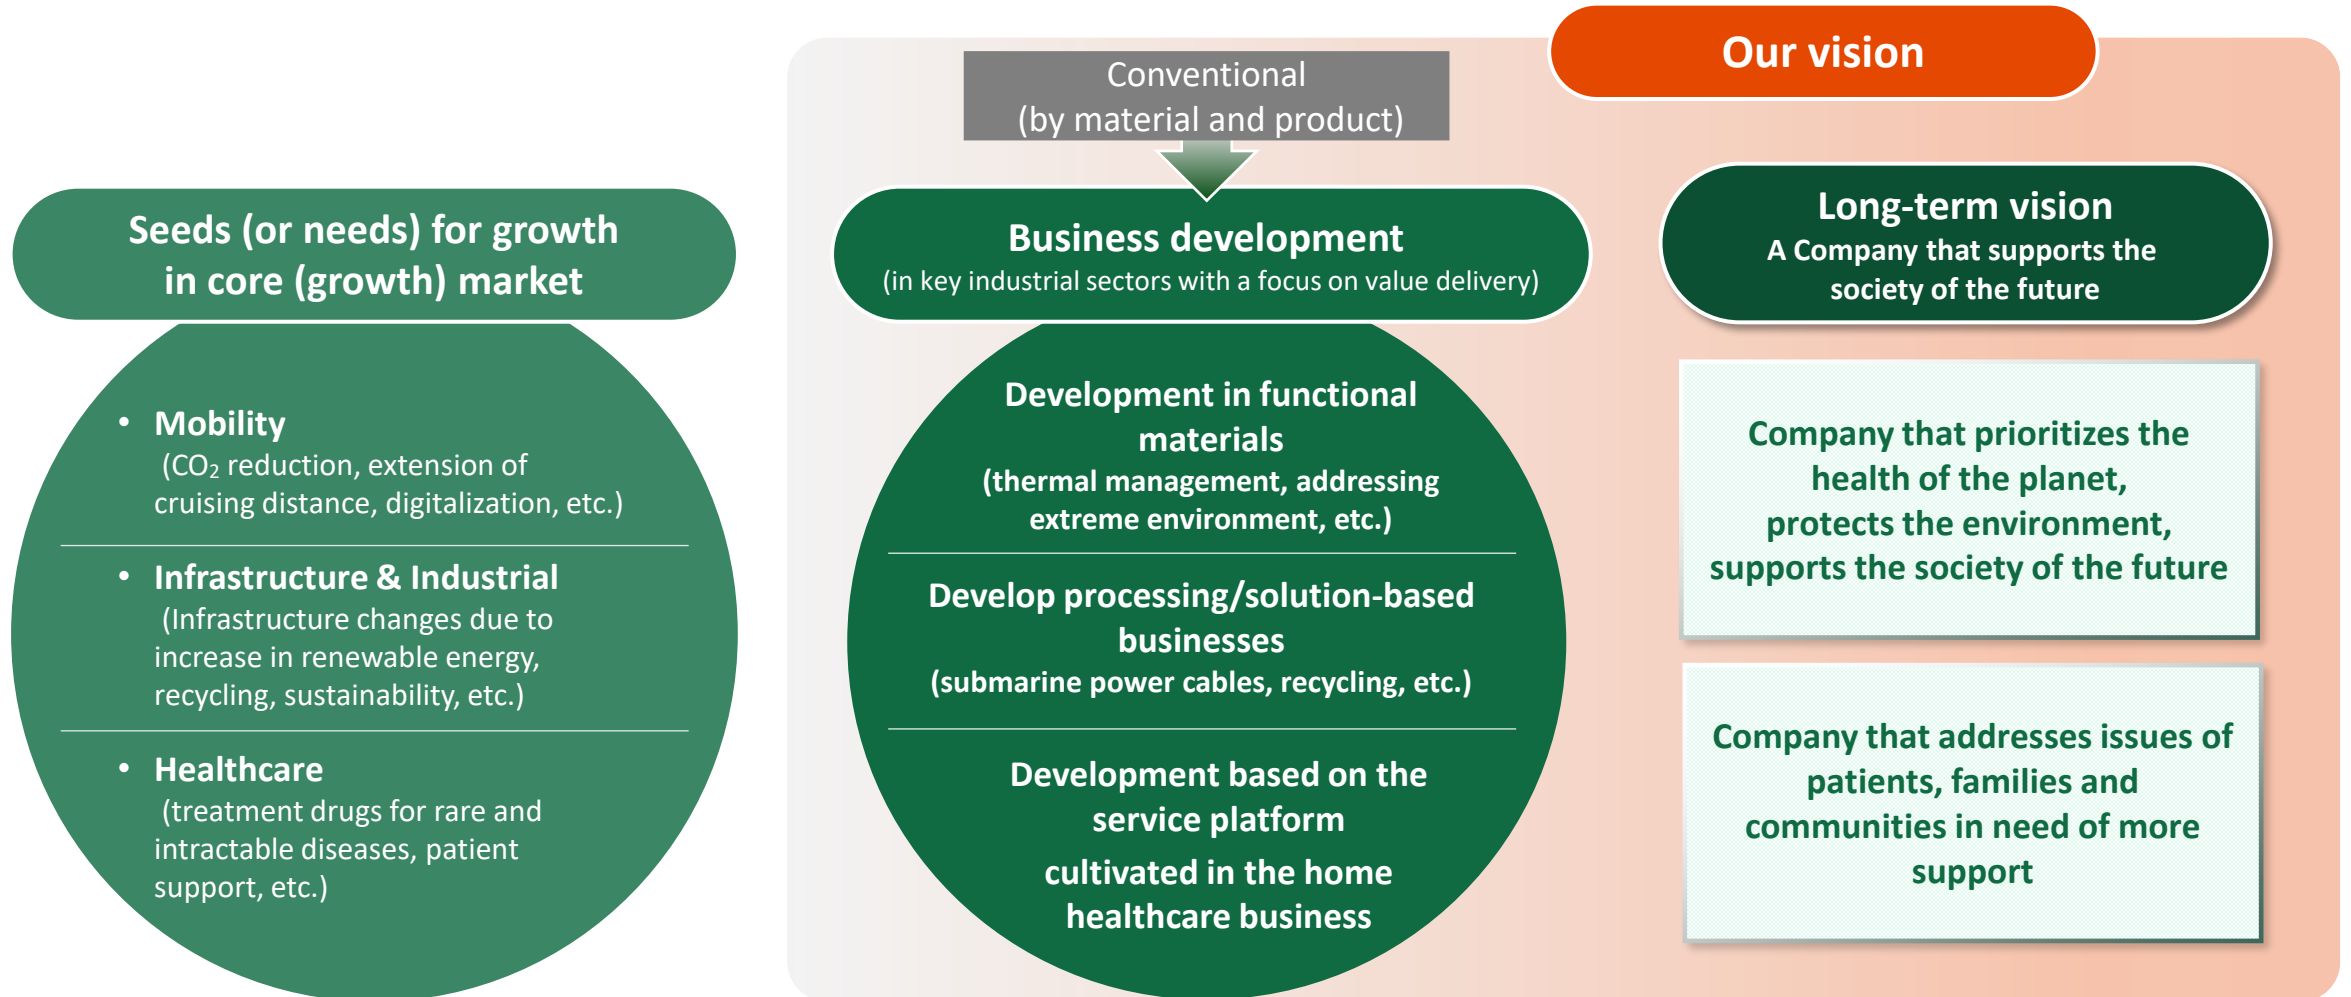 Our vision
Conventional
(by material and product)
Seeds (or needs) for growth
in core (growth) market
• Mobility
(CO₂ reduction, extension of
cruising distance, digitalization, etc.)
• Infrastructure & Industrial
(Infrastructure changes due to
increase in renewable energy,
recycling, sustainability, etc.)
• Healthcare
(treatment drugs for rare and
intractable diseases, patient
support, etc.)
Business development
(in key industrial sectors with a focus on value delivery)
Development in functional
materials
(thermal management, addressing
extreme environment, etc.)
Develop processing/solution-based
businesses
(submarine power cables, recycling, etc.)
Development based on the
service platform
cultivated in the home
healthcare business
Long-term vision
A Company that supports the
society of the future
Company that prioritizes the
health of the planet,
protects the environment,
supports the society of the future
Company that addresses issues of
patients, families and
communities in need of more
support